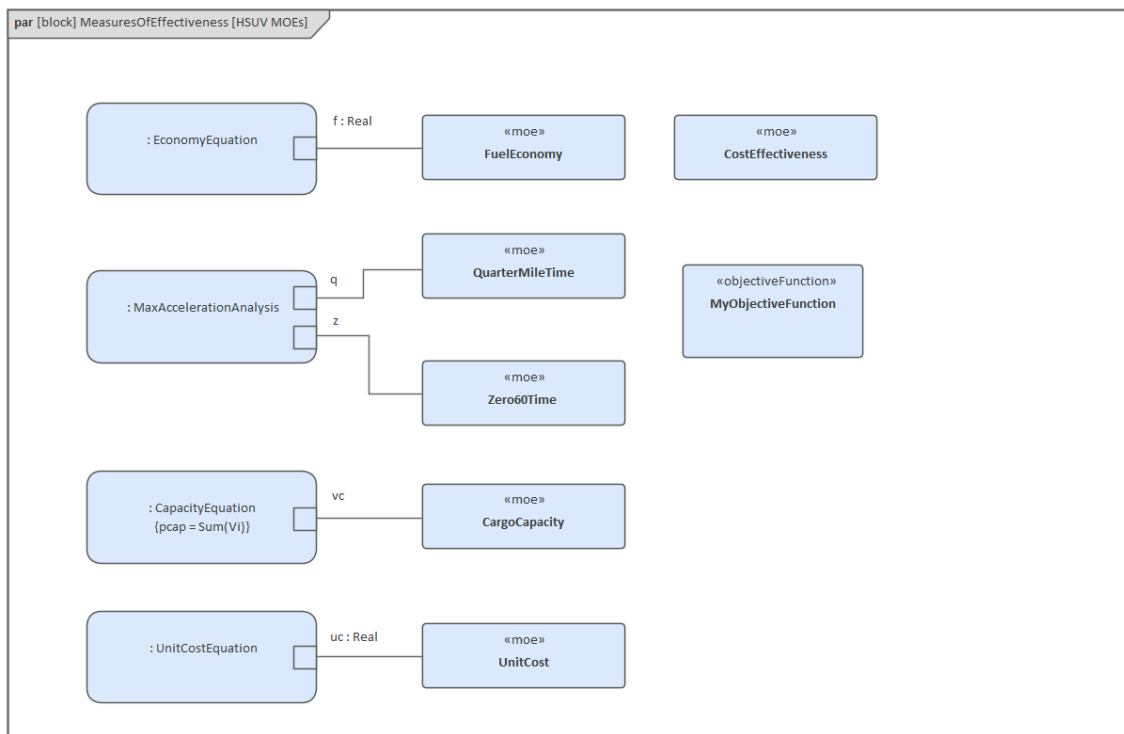 par [block] MeasuresOfEffectiveness [HSUV MOEs]
: EconomyEquation
f : Real
«moe»
FuelEconomy
«moe»
CostEffectiveness
: MaxAccelerationAnalysis
q
z
«moe»
QuarterMileTime
«objectiveFunction»
MyObjectiveFunction
«moe»
Zero60Time
: CapacityEquation
{pcap = Sum(Vi)}
vc
«moe»
CargoCapacity
: UnitCostEquation
uc : Real
«moe»
UnitCost